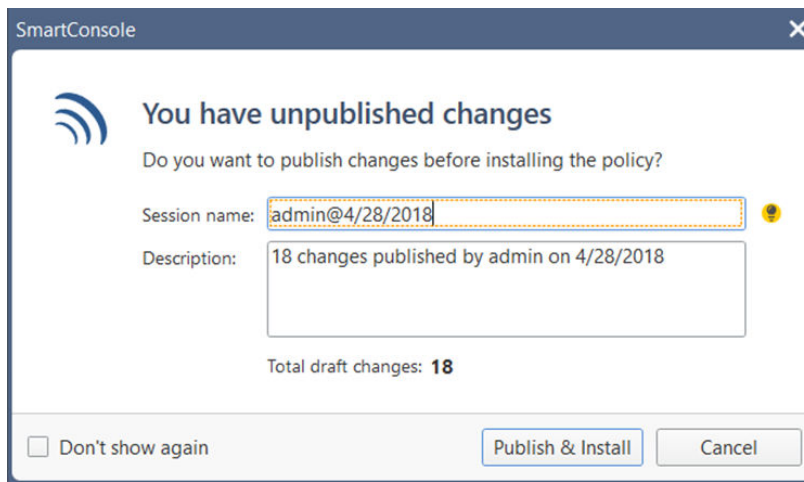 SmartConsole
You have unpublished changes
Do you want to publish changes before installing the policy?
Session name: admin@4/28/2018
Description: 18 changes published by admin on 4/28/2018
Total draft changes: 18
Don't show again Publish & Install Cancel